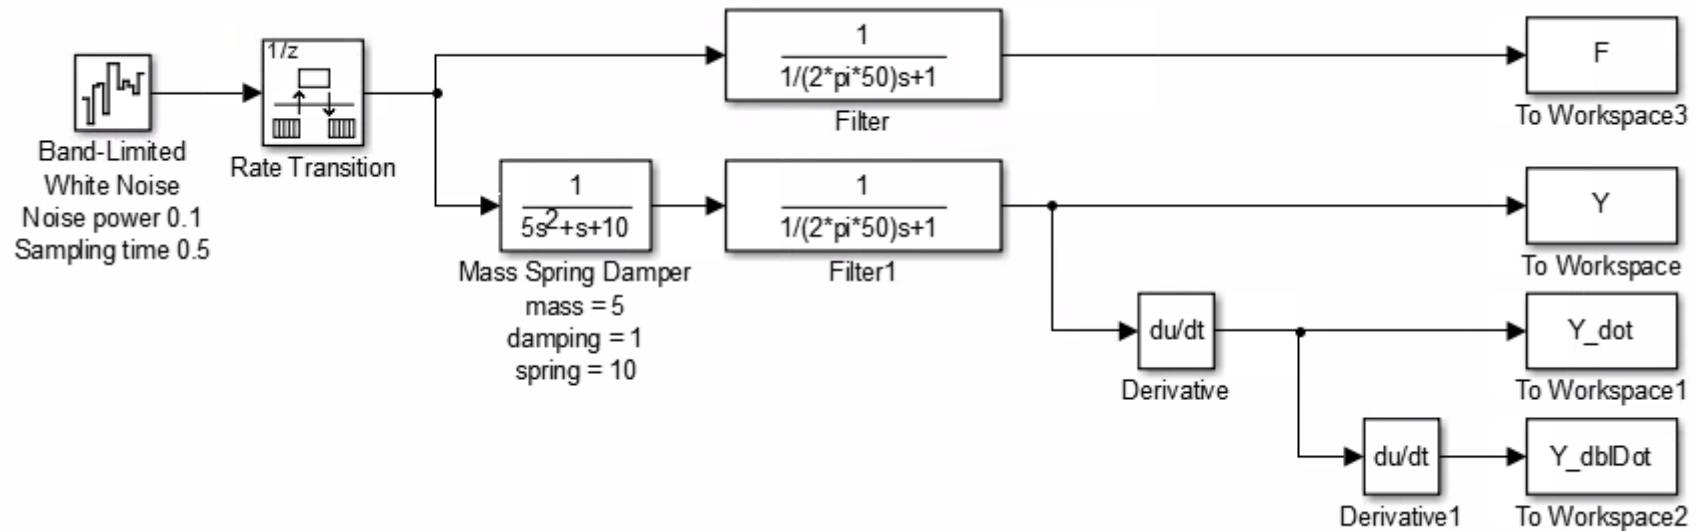 1/z
Band-Limited
White Noise
Noise power 0.1
Sampling time 0.5
Rate Transition
1
1/(2*pi*50)s+1
Filter
F
To Workspace3
1
5s2+s+10
Mass Spring Damper
mass = 5
damping = 1
spring = 10
1
1/(2*pi*50)s+1
Filter1
Y
To Workspace
du/dt
Derivative
Y_dot
To Workspace1
du/dt
Derivative1
Y_dblDot
To Workspace2